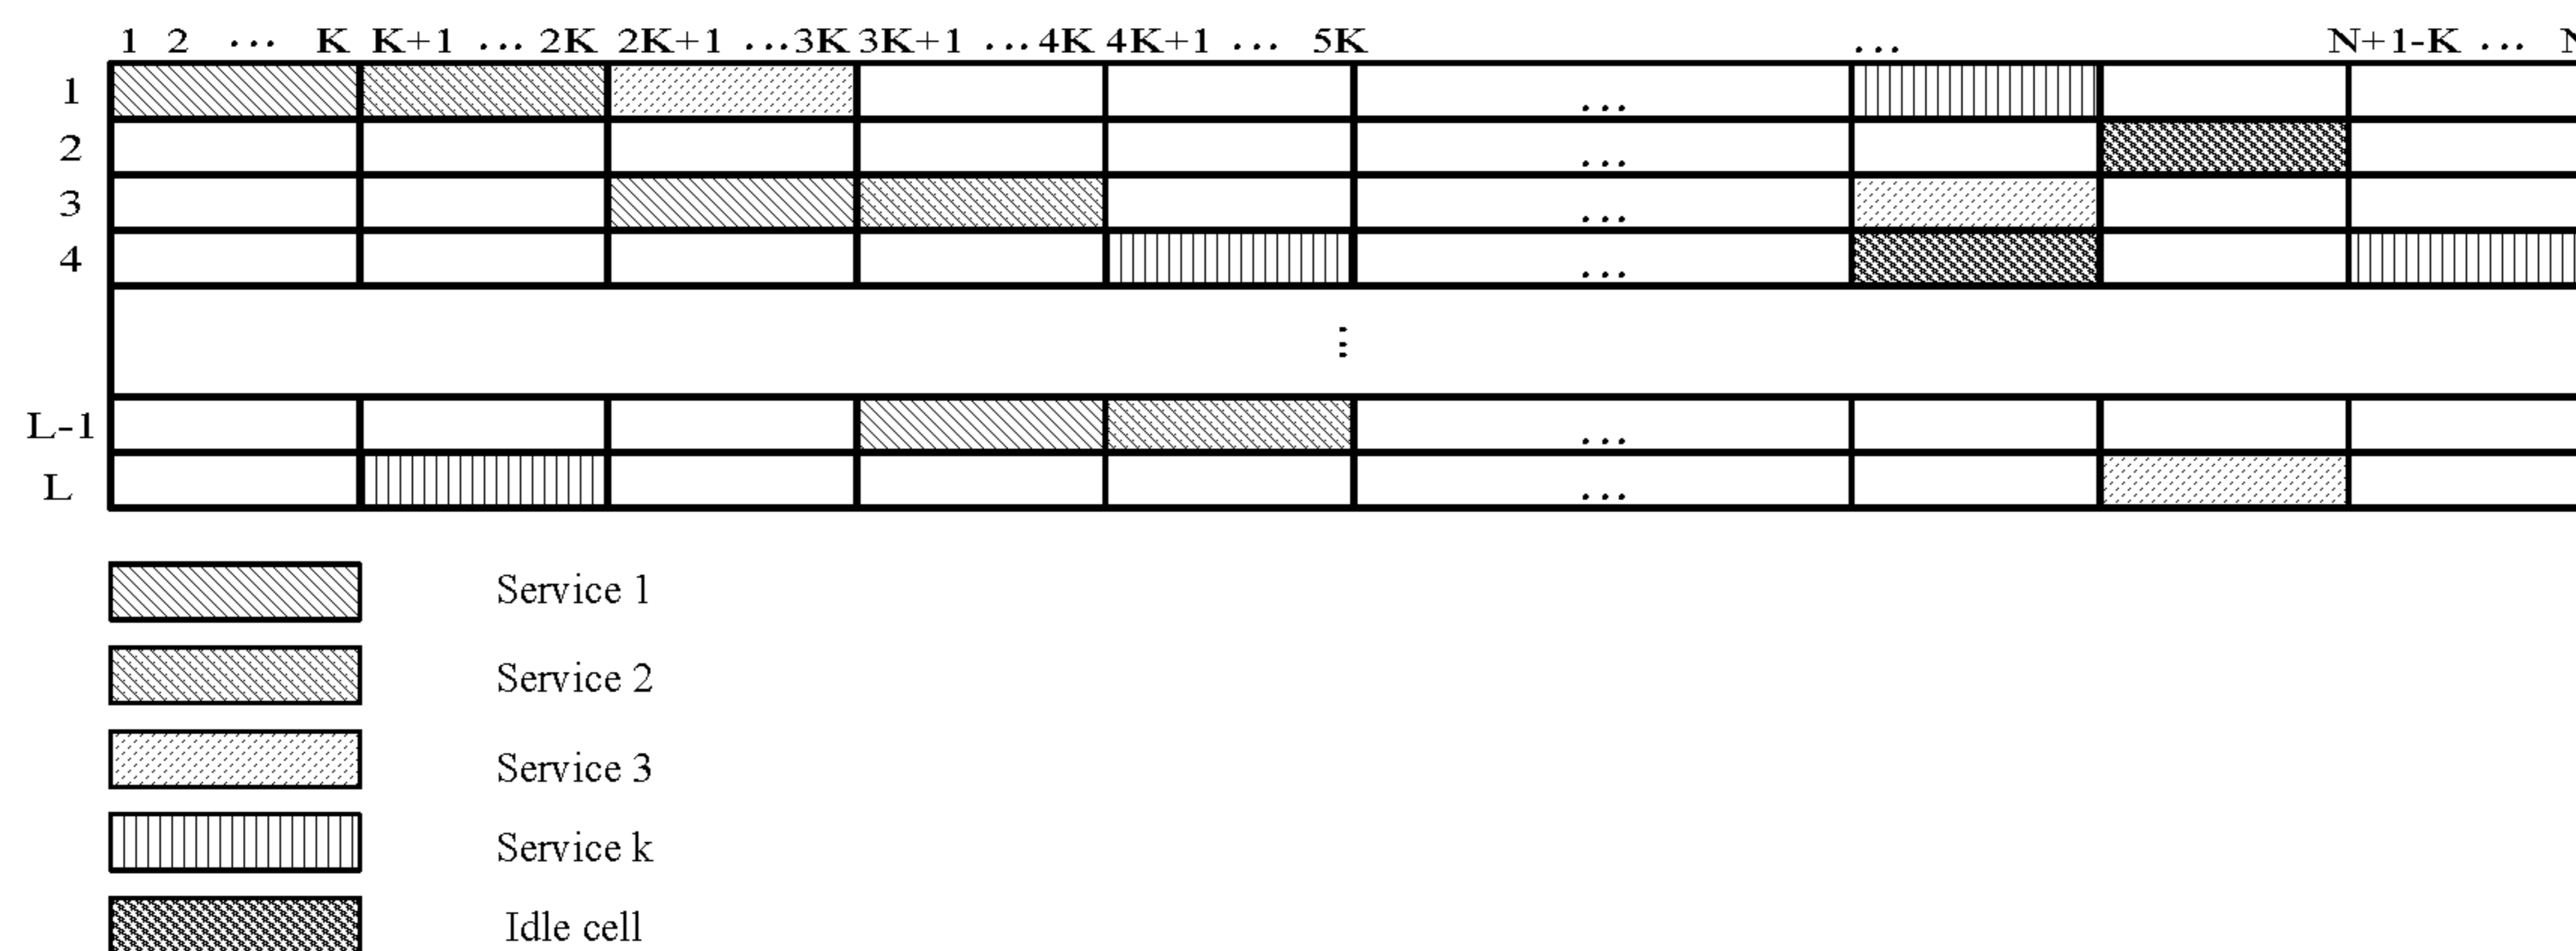 1 2 ... K K+1 ... 2K 2K+1 ...3K 3K+1 ...4K 4K+1 ... 5K ... N+1-K ... N
1 ...
2 ...
3 ...
4 ...
...
L-1 ...
L ...
Service 1
Service 2
Service 3
Service k
Idle cell